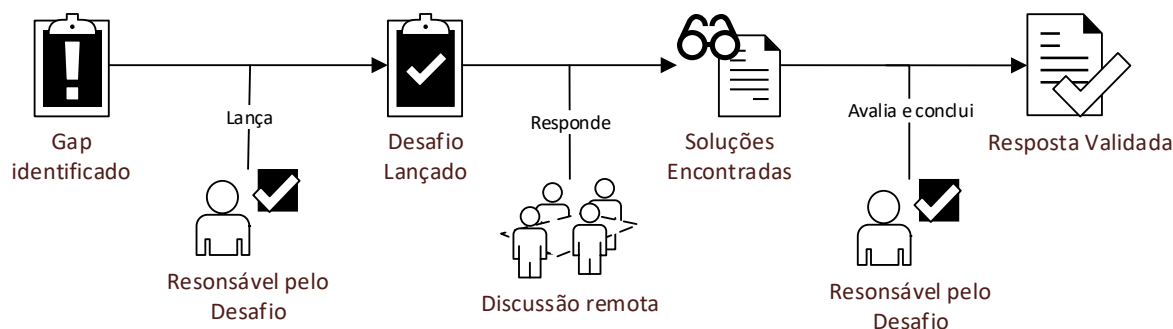 Gap
identificado
Lança
Resonsável pelo
Desafio
Desafio
Lançado
Responde
Discussão remota
Soluções
Encontradas
Avalia e conclui
Resonsável pelo
Desafio
Resposta Validada